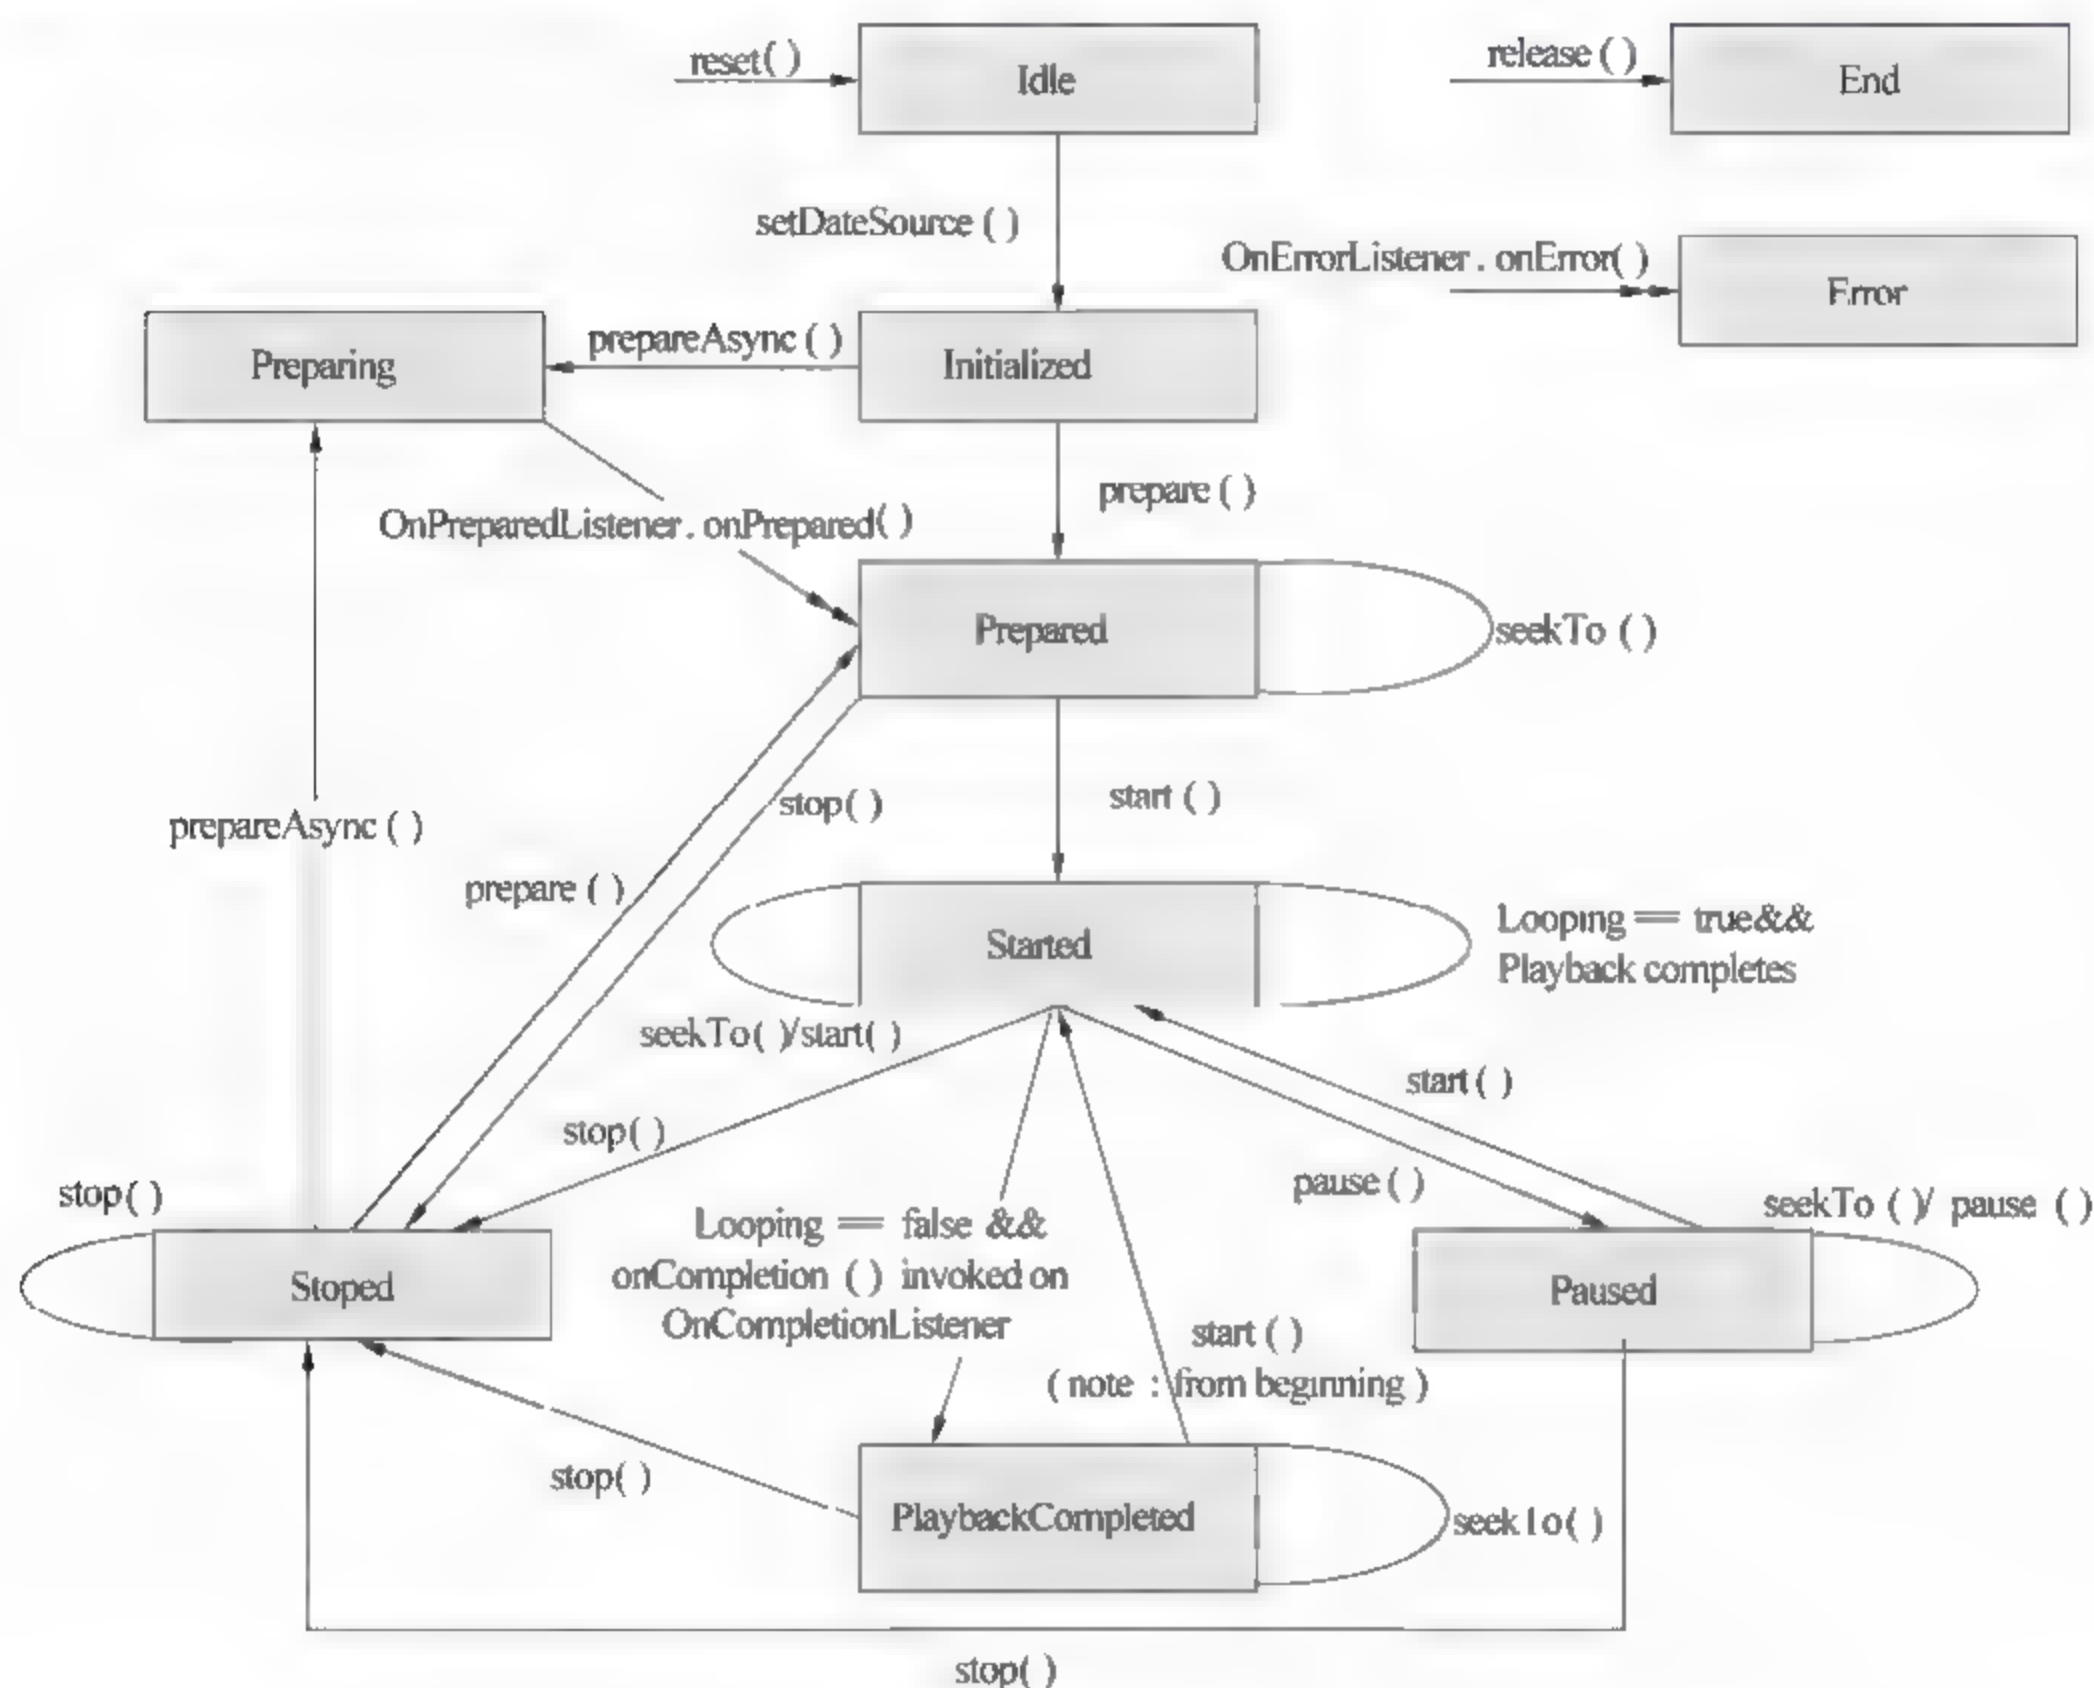 reset()
Idle
release ()
End
setDateSource ()
OnErrorListener . onError()
Error
Preparing
prepareAsync ()
Initialized
prepare ()
OnPreparedListener . onPrepared()
Prepared
seekTo ()
stop()
start ()
prepareAsync ()
prepare ()
Started
Looping == true&&
Playback completes
seekTo()/start()
start()
stop()
pause ()
stop()
seekTo ()/ pause ()
Looping == false &&
onCompletion () invoked on
OnCompletionListener
Stoped
Paused
start ()
( note : from beginning )
stop()
PlaybackCompleted
seekTo()
stop()